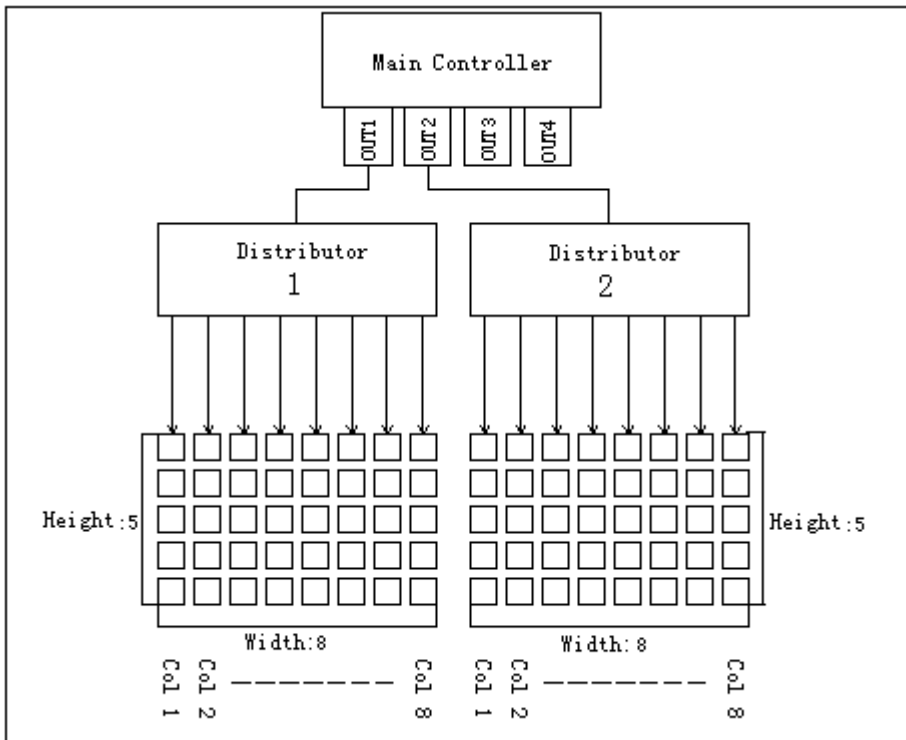 Main Controller
OUT1 OUT2 OUT3 OUT4
Distributor
1
Distributor
2
Height:5
Height:5
Width:8
Width:8
Col 1 Col 2 -------- Col 8
Col 1 Col 2 -------- Col 8